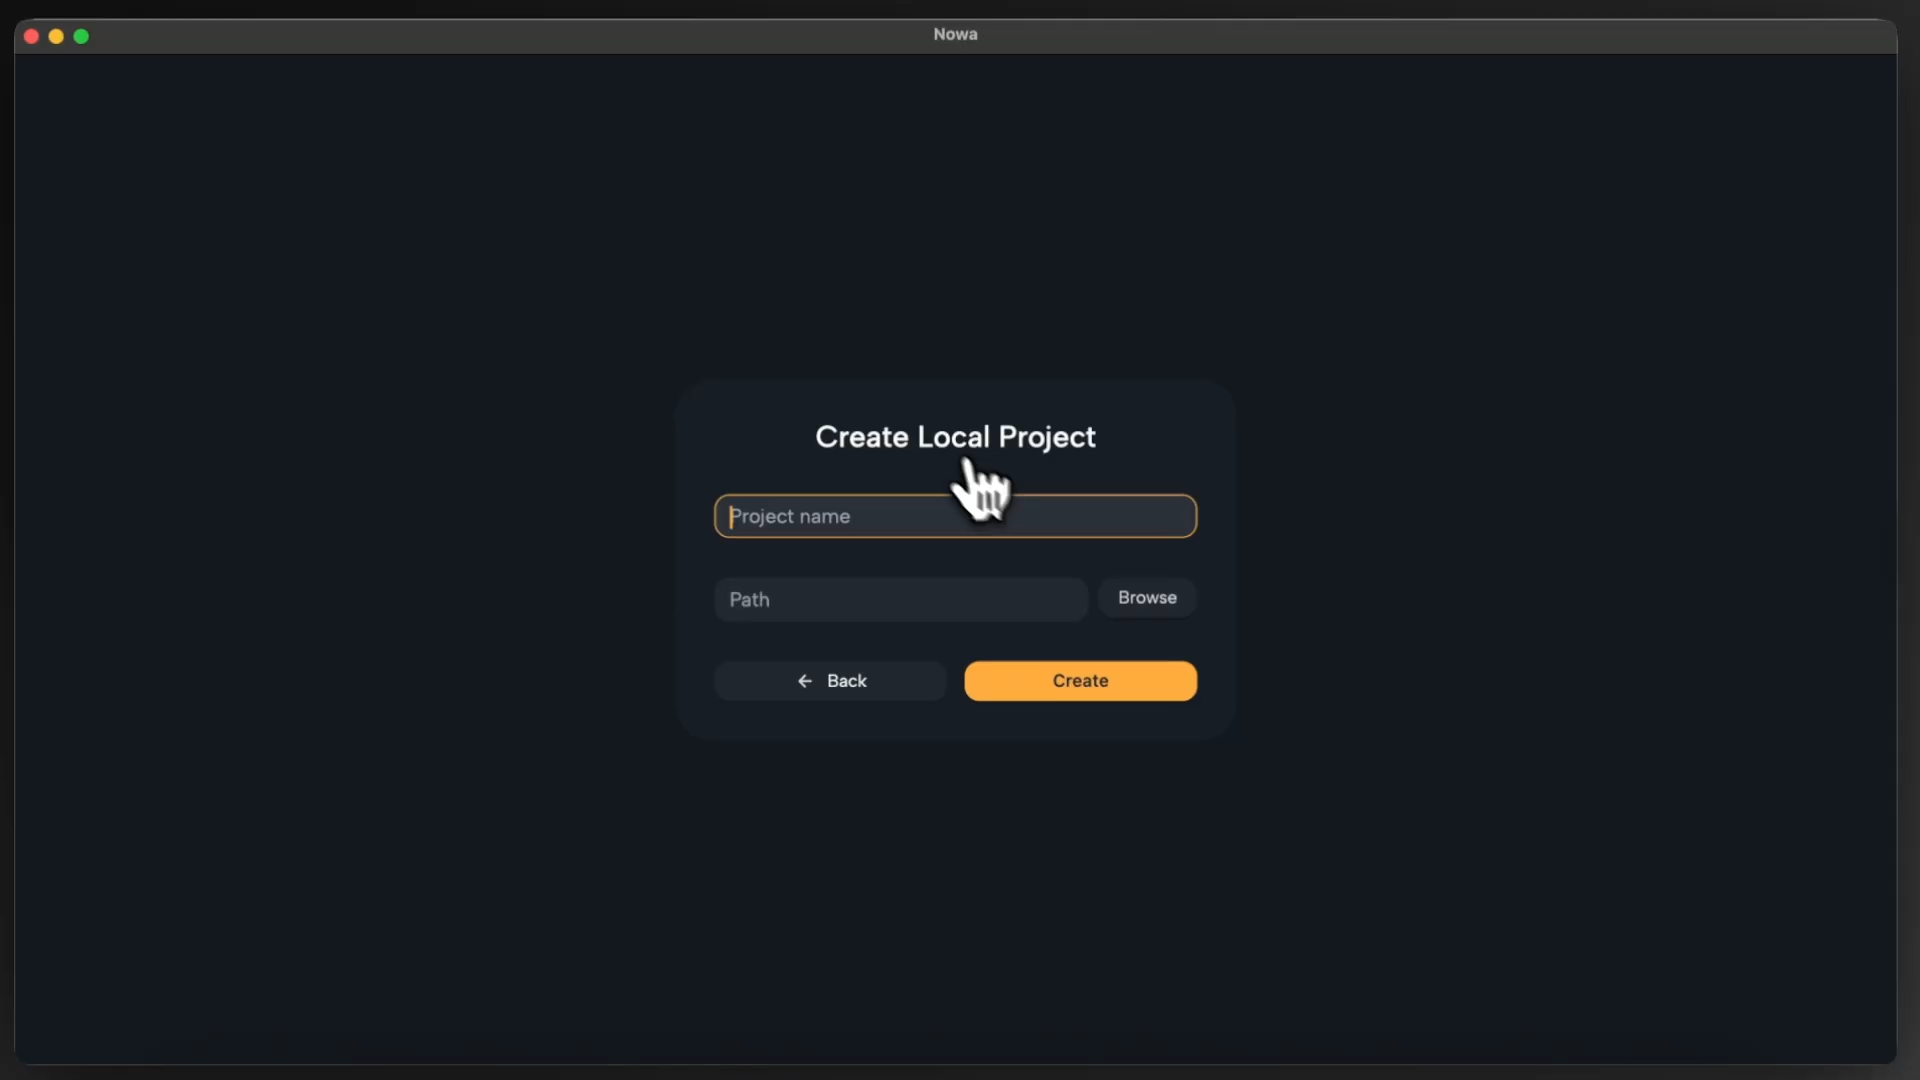 Nowa
Create Local Project
Project name
Path
Browse
Back
Create